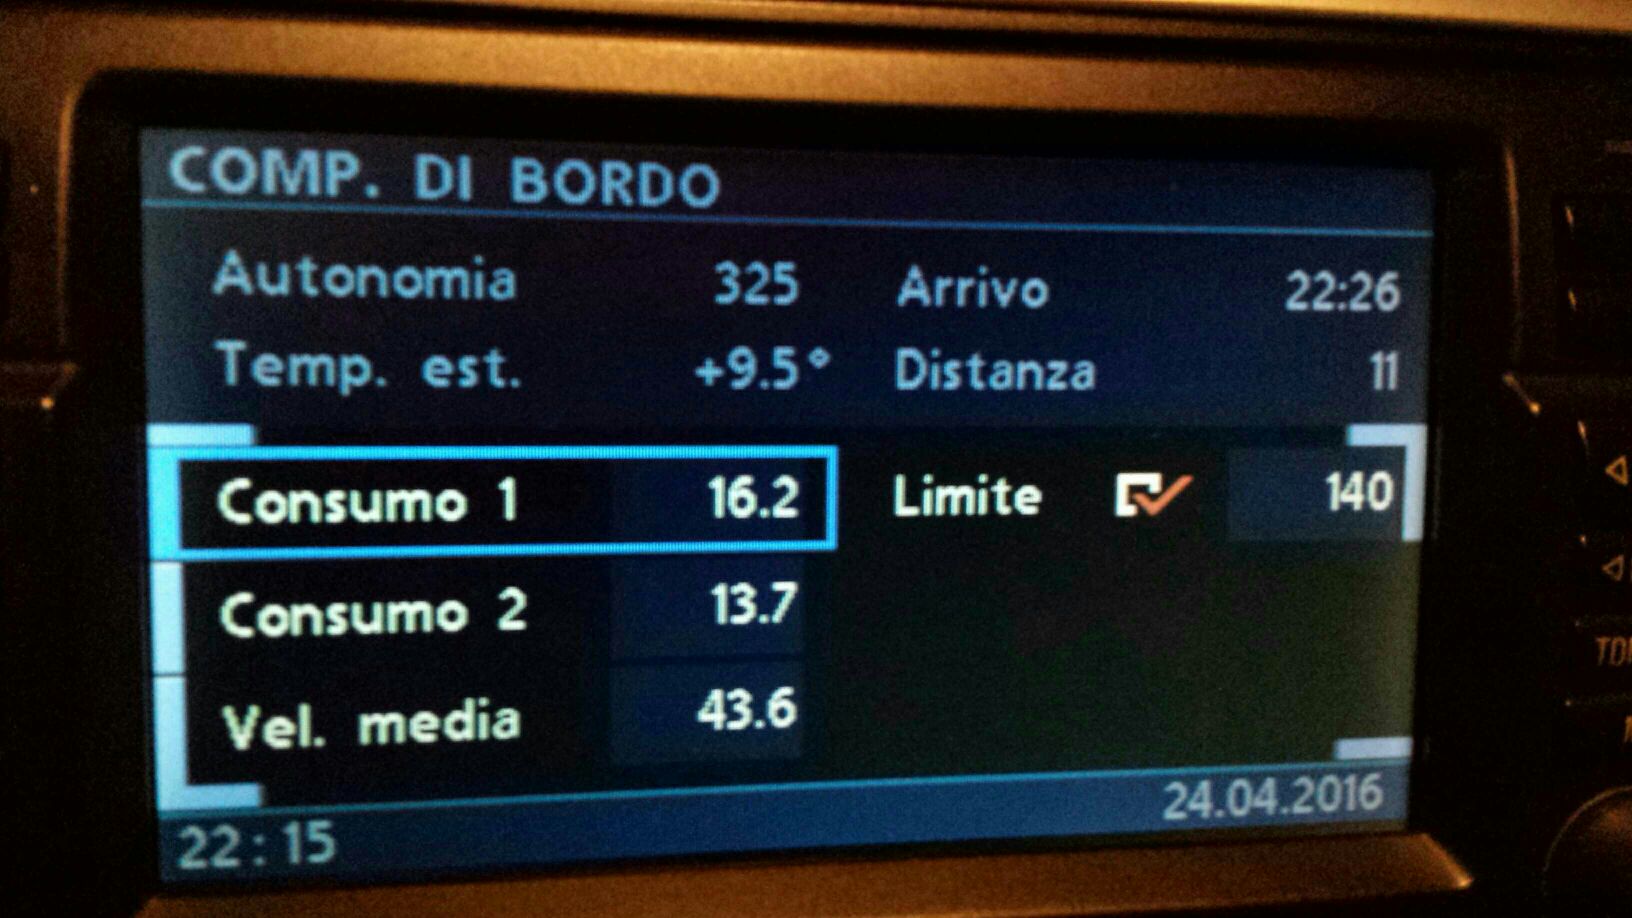 COMP. DI BORDO
Autonomia 325 Arrivo 22:26
Temp. est. +9.5° Distanza 11
Consumo 1 16.2 Limite 140
Consumo 2 13.7
Vel. media 43.6
24.04.2016
22:15